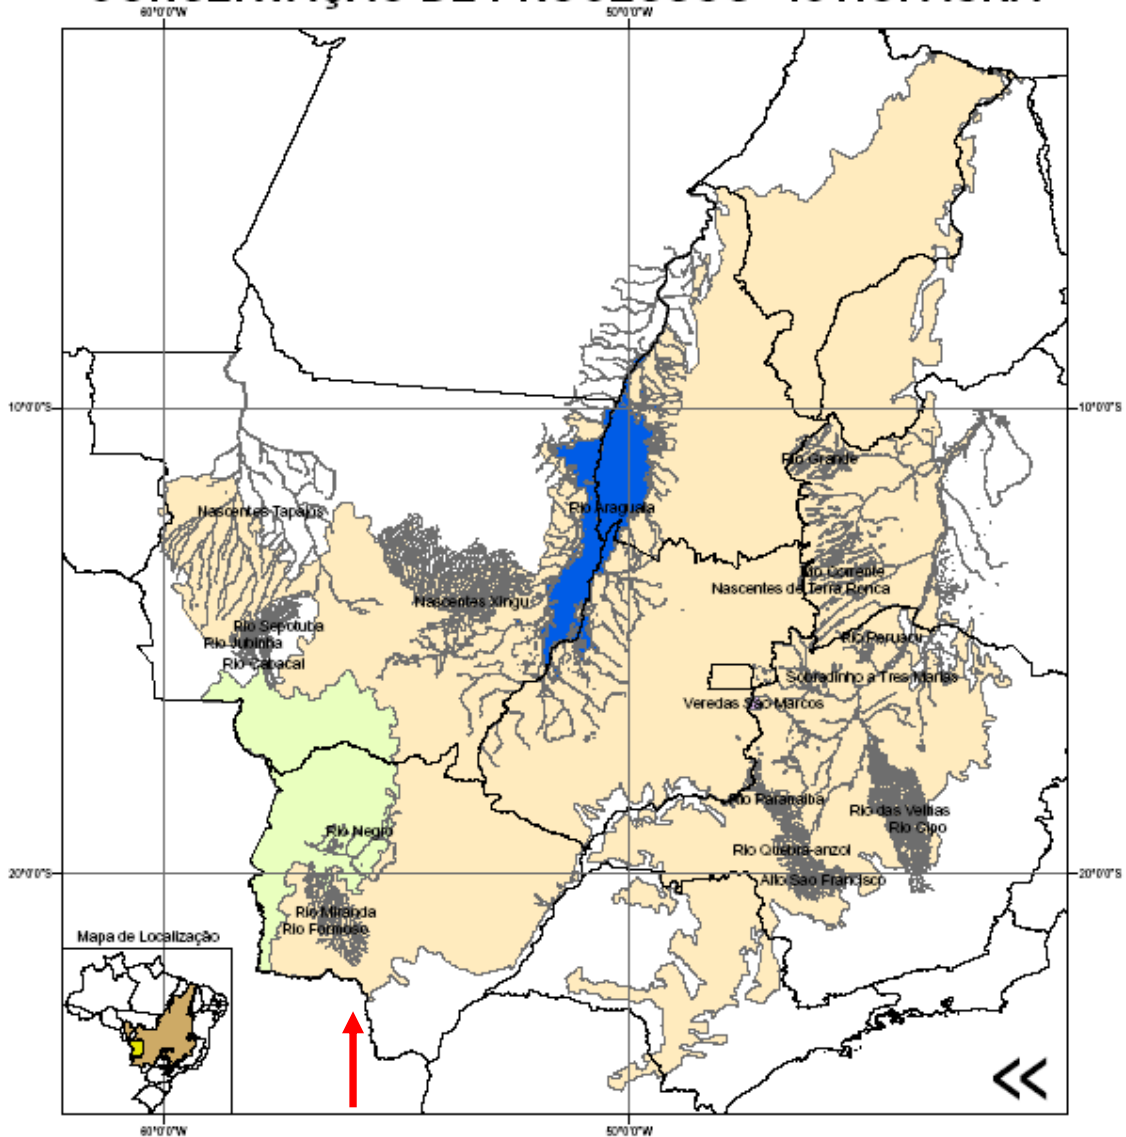 60°0'0"W 50°0'0"W
10°0'0"S 10°0'0"S
Rio Grande
Rio Araguaia
Nascentes Tapajós
Rio Corrente
Nascentes de Terra Ronca
Nascentes Xingu
Rio Sepotuba
Rio Peruaçu
Rio Jubinha
Rio Cabaçal
Sobradinho a Tres Marias
Veredas São Marcos
Rio Paranaíba
Rio das Velhas
Rio Cipo
Rio Negro
Rio Quebra-anzol
20°0'0"S 20°0'0"S
Alto São Francisco
Rio Miranda
Rio Formoso
Mapa de Localização
<<
60°0'0"W 50°0'0"W